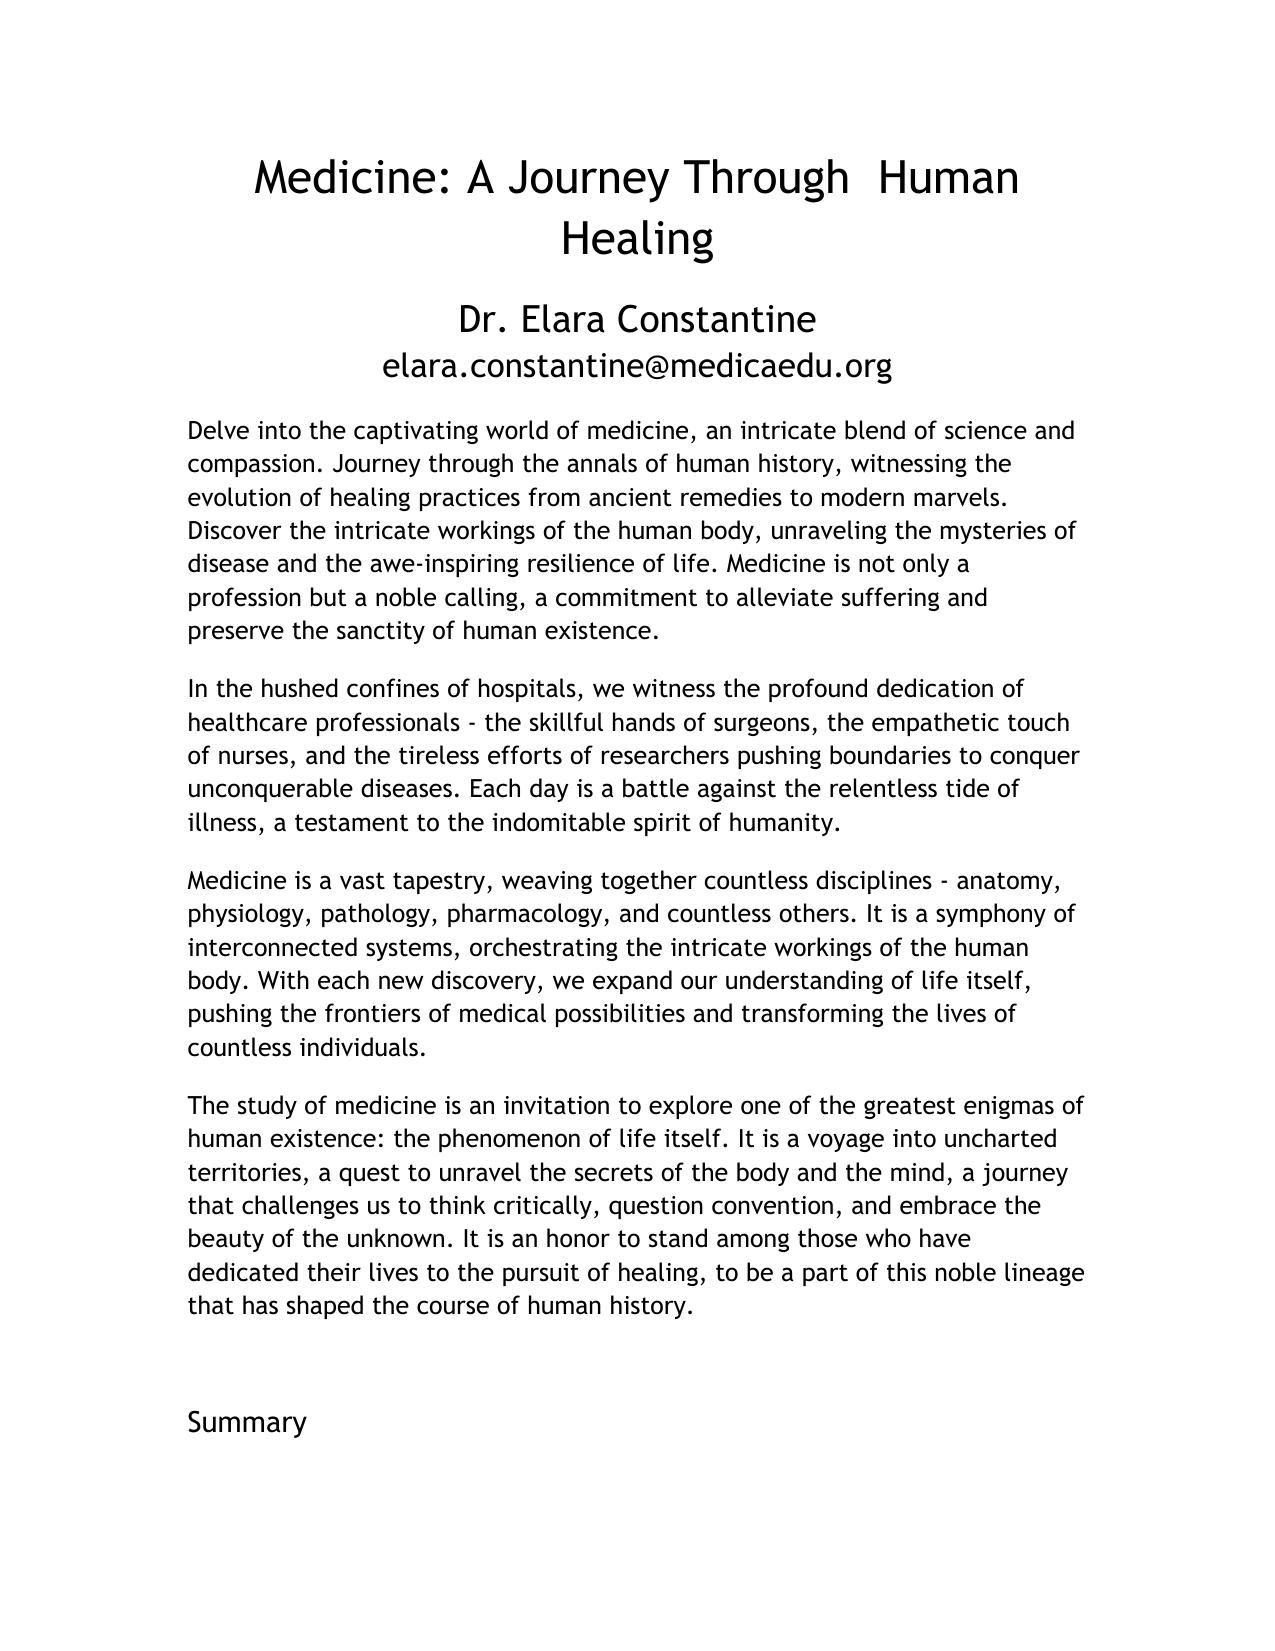 Medicine: A Journey Through  Human
Healing
Dr. Elara Constantine
elara.constantine@medicaedu.org
Delve into the captivating world of medicine, an intricate blend of science and
compassion. Journey through the annals of human history, witnessing the
evolution of healing practices from ancient remedies to modern marvels.
Discover the intricate workings of the human body, unraveling the mysteries of
disease and the awe-inspiring resilience of life. Medicine is not only a
profession but a noble calling, a commitment to alleviate suffering and
preserve the sanctity of human existence.
In the hushed confines of hospitals, we witness the profound dedication of
healthcare professionals - the skillful hands of surgeons, the empathetic touch
of nurses, and the tireless efforts of researchers pushing boundaries to conquer
unconquerable diseases. Each day is a battle against the relentless tide of
illness, a testament to the indomitable spirit of humanity.
Medicine is a vast tapestry, weaving together countless disciplines - anatomy,
physiology, pathology, pharmacology, and countless others. It is a symphony of
interconnected systems, orchestrating the intricate workings of the human
body. With each new discovery, we expand our understanding of life itself,
pushing the frontiers of medical possibilities and transforming the lives of
countless individuals.
The study of medicine is an invitation to explore one of the greatest enigmas of
human existence: the phenomenon of life itself. It is a voyage into uncharted
territories, a quest to unravel the secrets of the body and the mind, a journey
that challenges us to think critically, question convention, and embrace the
beauty of the unknown. It is an honor to stand among those who have
dedicated their lives to the pursuit of healing, to be a part of this noble lineage
that has shaped the course of human history.
Summary